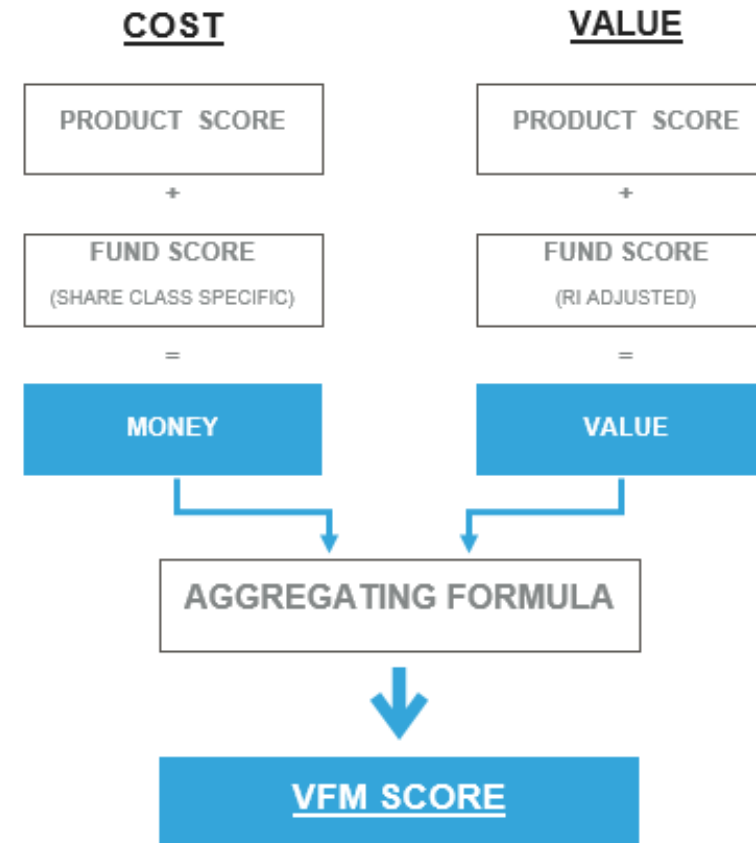 COST
PRODUCT SCORE
+
FUND SCORE
(SHARE CLASS SPECIFIC)
=
MONEY
VALUE
PRODUCT SCORE
+
FUND SCORE
(RI ADJUSTED)
=
VALUE
AGGREGATING FORMULA
VFM SCORE